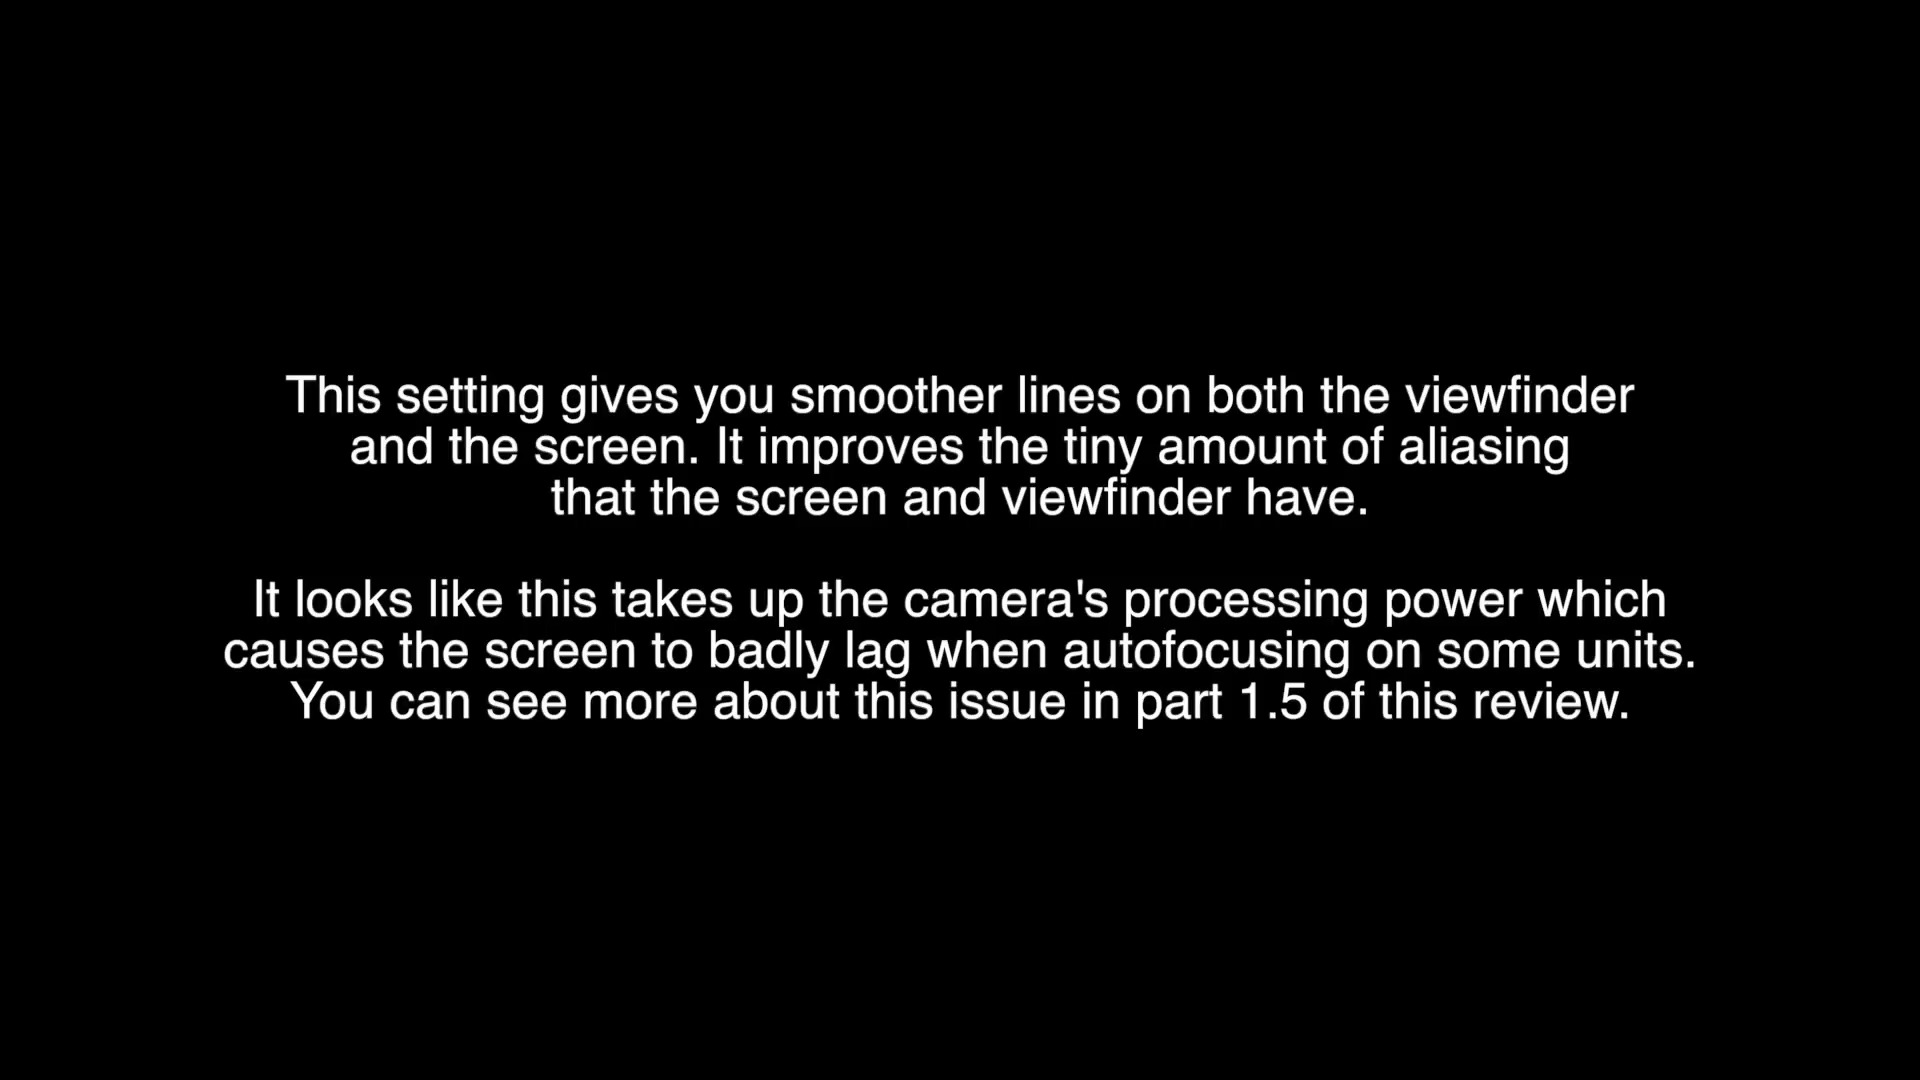 This setting gives you smoother lines on both the viewfinder
and the screen. It improves the tiny amount of aliasing
that the screen and viewfinder have.
It looks like this takes up the camera's processing power which
causes the screen to badly lag when autofocusing on some units.
You can see more about this issue in part 1.5 of this review.